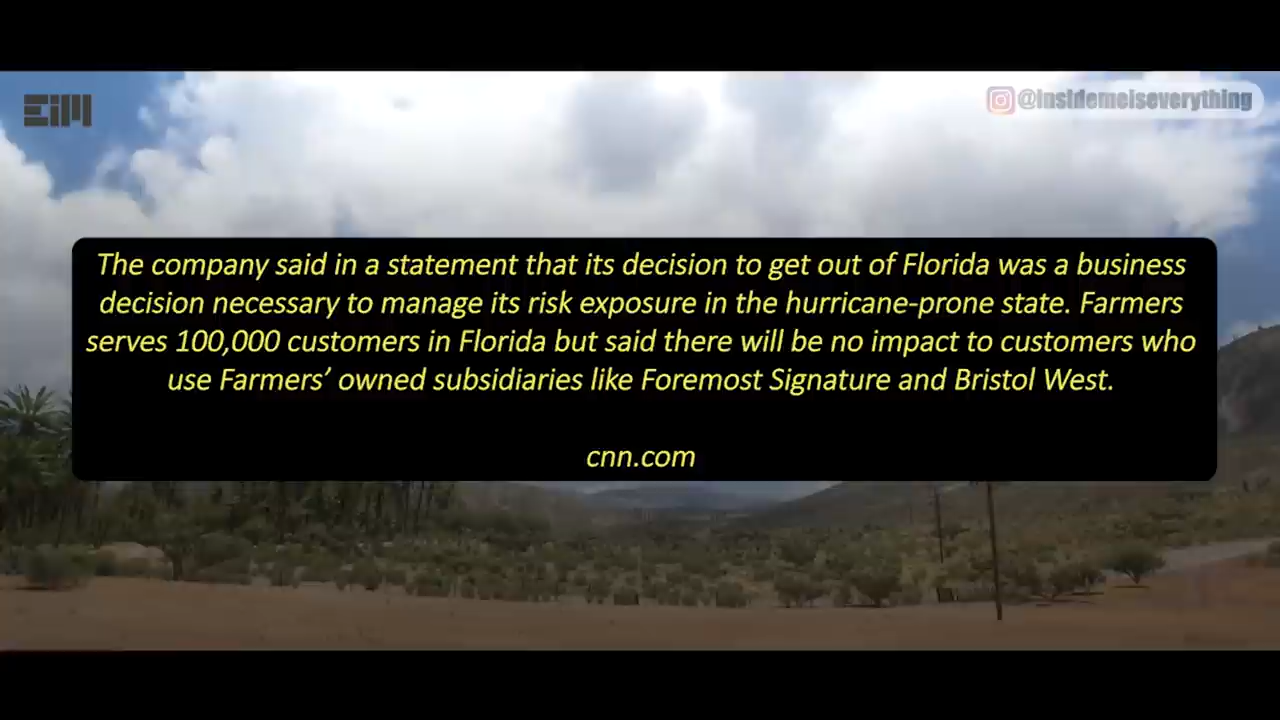 EiM
@insidemeiseverything
The company said in a statement that its decision to get out of Florida was a business
decision necessary to manage its risk exposure in the hurricane-prone state. Farmers
serves 100,000 customers in Florida but said there will be no impact to customers who
use Farmers’ owned subsidiaries like Foremost Signature and Bristol West.
cnn.com